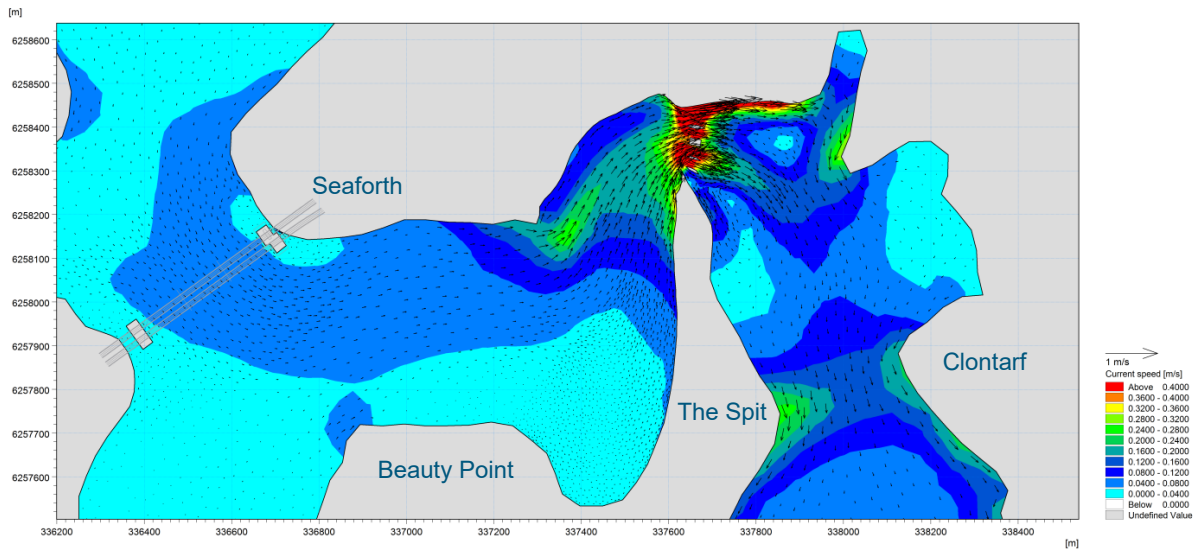 [m]
6258600
6258500
6258400
6258300
6258200
6258100
6258000
6257900
6257800
6257700
6257600
Seaforth
Clontarf
The Spit
Beauty Point
336200
336400
336600
336800
337000
337200
337400
337600
337800
338000
338200
338400
[m]
1 m/s
Current speed [m/s]
Above 0.4000
0.3600 - 0.4000
0.3200 - 0.3600
0.2800 - 0.3200
0.2400 - 0.2800
0.2000 - 0.2400
0.1600 - 0.2000
0.1200 - 0.1600
0.0800 - 0.1200
0.0400 - 0.0800
0.0000 - 0.0400
Below 0.0000
Undefined Value